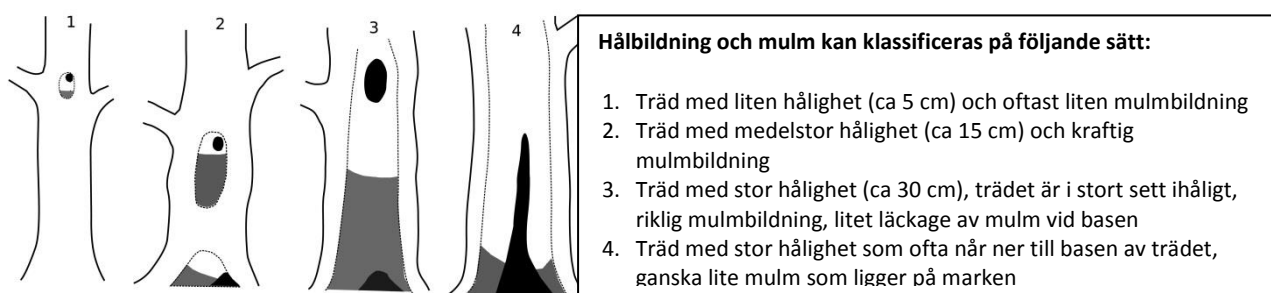 1
2
3
4
Hålbildning och mulm kan klassificeras på följande sätt:
1. Träd med liten hålighet (ca 5 cm) och oftast liten mulmbildning
2. Träd med medelstor hålighet (ca 15 cm) och kraftig
mulmbildning
3. Träd med stor hålighet (ca 30 cm), trädet är i stort sett ihåligt,
riklig mulmbildning, litet läckage av mulm vid basen
4. Träd med stor hålighet som ofta når ner till basen av trädet,
ganska lite mulm som ligger på marken